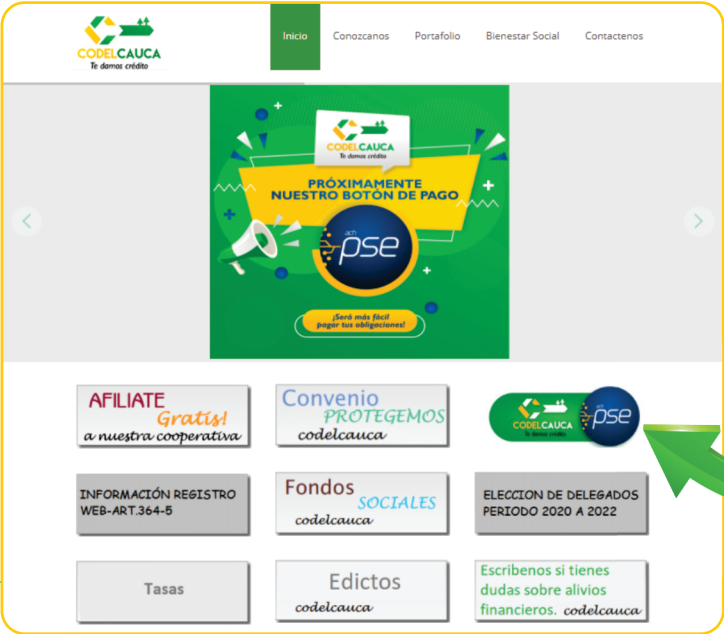 CODELCAUCA
Te damos crédito
Inicio
Conozcanos
Portafolio
Bienestar Social
Contactenos
CODELCAUCA
Te damos crédito
PRÓXIMAMENTE
NUESTRO BOTÓN DE PAGO
ach
pse
¡Será más fácil
pagar tus obligaciones!
AFILIATE
Gratis!
a nuestra cooperativa
Convenio
PROTEGEMOS
codelcauca
CODELCAUCA
Te damos crédito
ach
pse
INFORMACIÓN REGISTRO
WEB-ART.364-5
Fondos
SOCIALES
codelcauca
ELECCION DE DELEGADOS
PERIODO 2020 A 2022
Tasas
Edictos
codelcauca
Escribenos si tienes
dudas sobre alivios
financieros. codelcauca